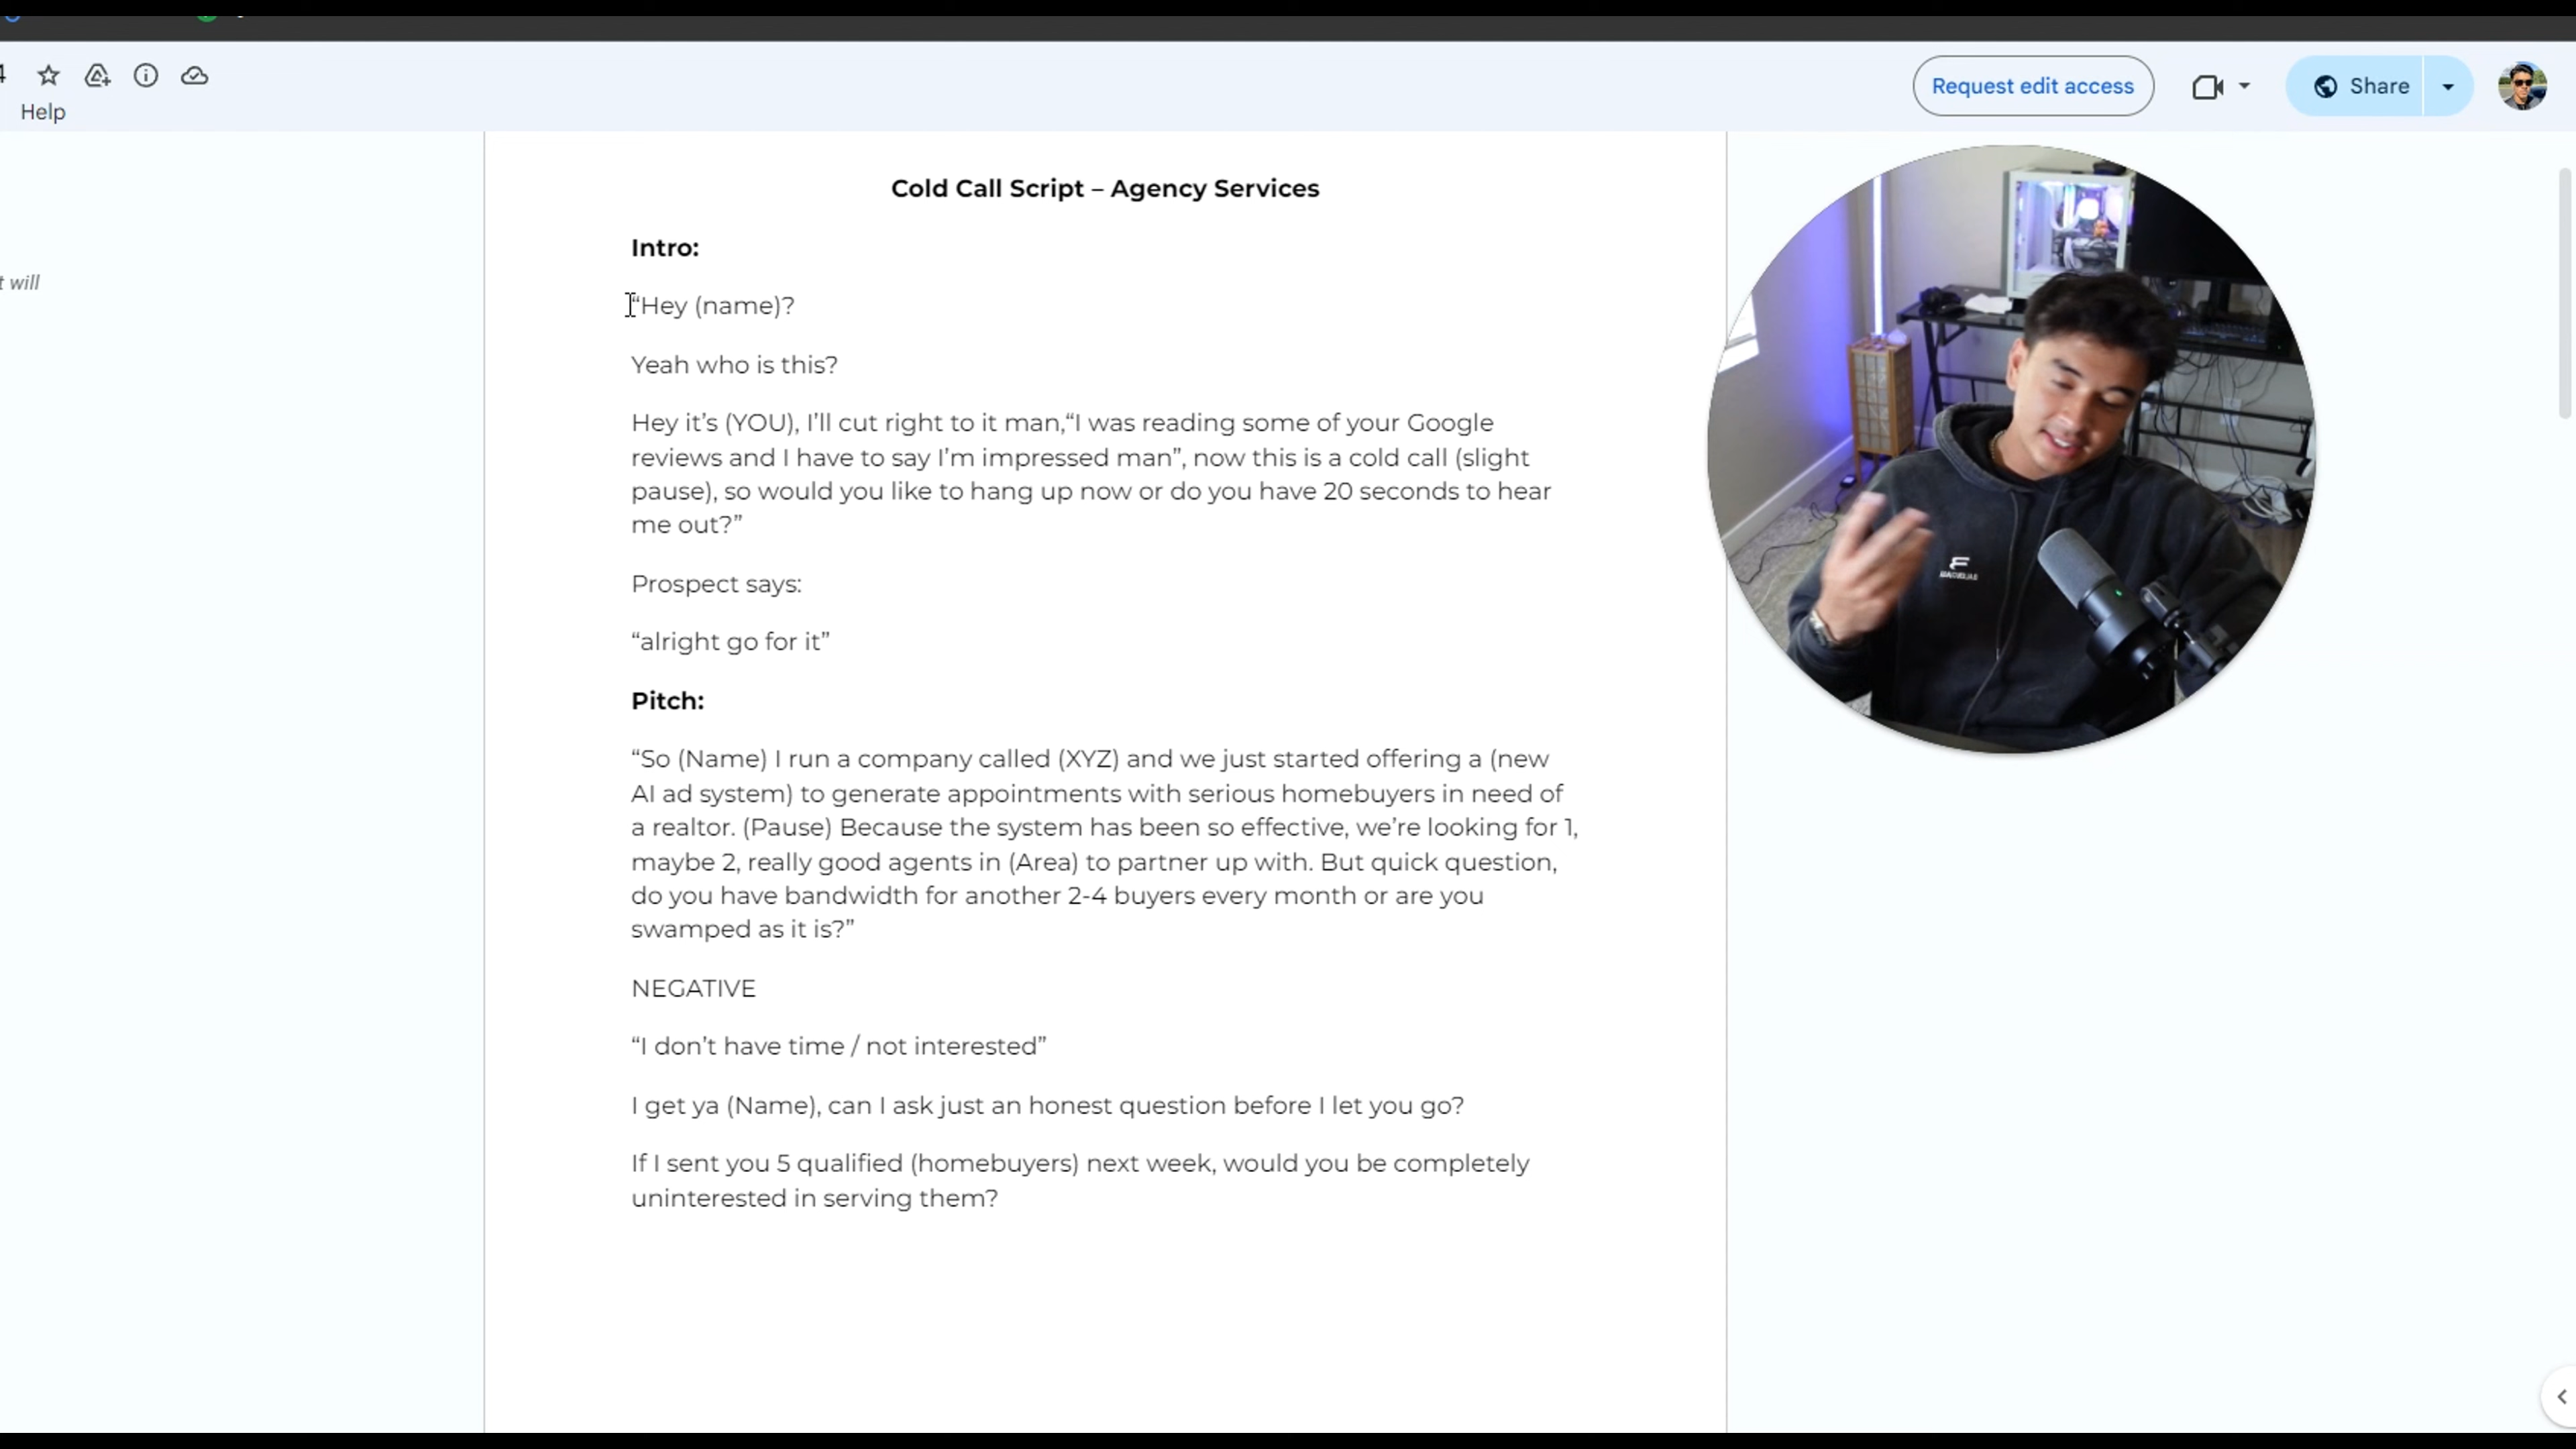 4
Help
Request edit access
Share
t will
Cold Call Script – Agency Services
Intro:
“Hey (name)?
Yeah who is this?
Hey it’s (YOU), I’ll cut right to it man,“I was reading some of your Google
reviews and I have to say I’m impressed man”, now this is a cold call (slight
pause), so would you like to hang up now or do you have 20 seconds to hear
me out?”
Prospect says:
“alright go for it”
Pitch:
“So (Name) I run a company called (XYZ) and we just started offering a (new
AI ad system) to generate appointments with serious homebuyers in need of
a realtor. (Pause) Because the system has been so effective, we’re looking for 1,
maybe 2, really good agents in (Area) to partner up with. But quick question,
do you have bandwidth for another 2-4 buyers every month or are you
swamped as it is?”
NEGATIVE
“I don’t have time / not interested”
I get ya (Name), can I ask just an honest question before I let you go?
If I sent you 5 qualified (homebuyers) next week, would you be completely
uninterested in serving them?